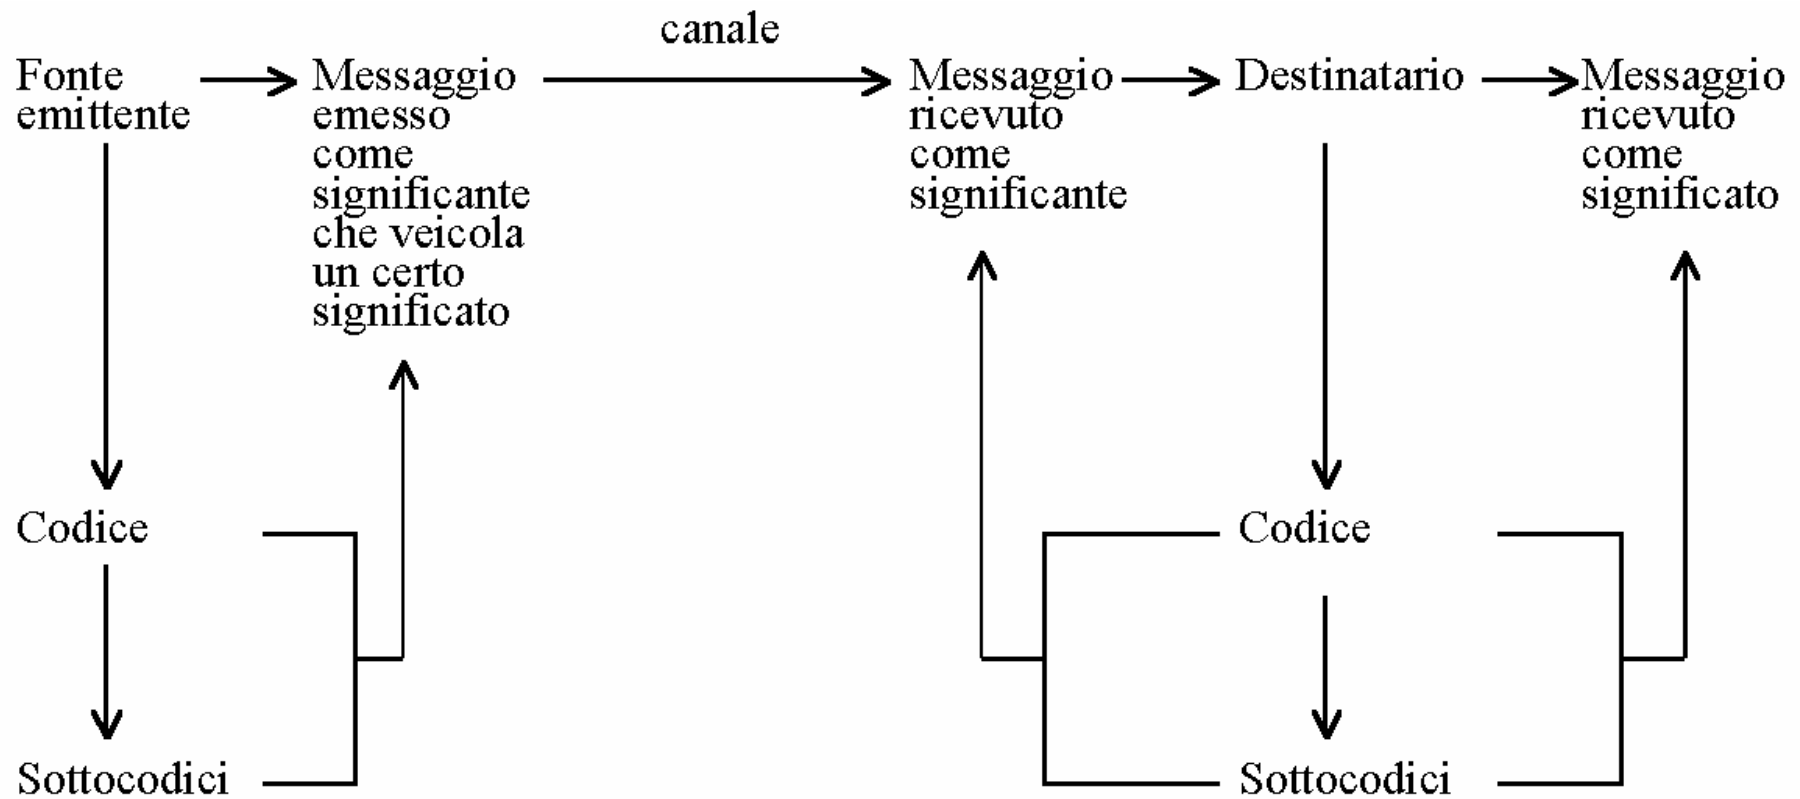 canale
Fonte
emittente
Messaggio
emesso
come
significante
che veicola
un certo
significato
Messaggio
ricevuto
come
significante
Destinatario
Messaggio
ricevuto
come
significato
Codice
Sottocodici
Codice
Sottocodici